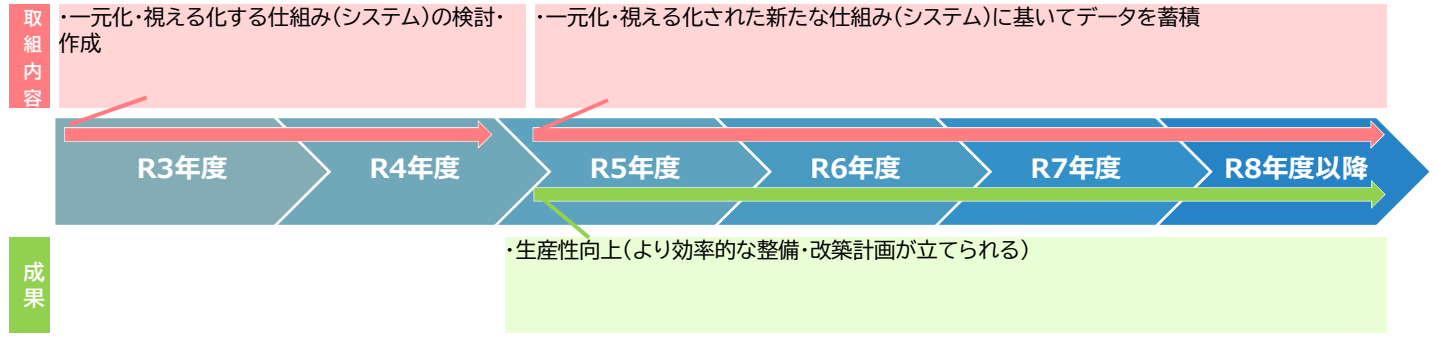 取組内容
・一元化・視える化する仕組み（システム）の検討・
作成
・一元化・視える化された新たな仕組み（システム）に基いてデータを蓄積
R3年度
R4年度
R5年度
R6年度
R7年度
R8年度以降
成果
・生産性向上（より効率的な整備・改築計画が立てられる）